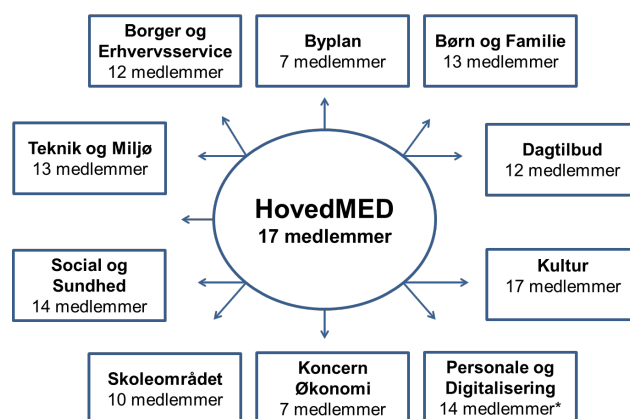 Borger og
Erhvervsservice
12 medlemmer
Byplan
7 medlemmer
Børn og Familie
13 medlemmer
Teknik og Miljø
13 medlemmer
Dagtilbud
12 medlemmer
HovedMED
17 medlemmer
Social og
Sundhed
14 medlemmer
Kultur
17 medlemmer
Skoleområdet
10 medlemmer
Koncern
Økonomi
7 medlemmer
Personale og
Digitalisering
14 medlemmer*